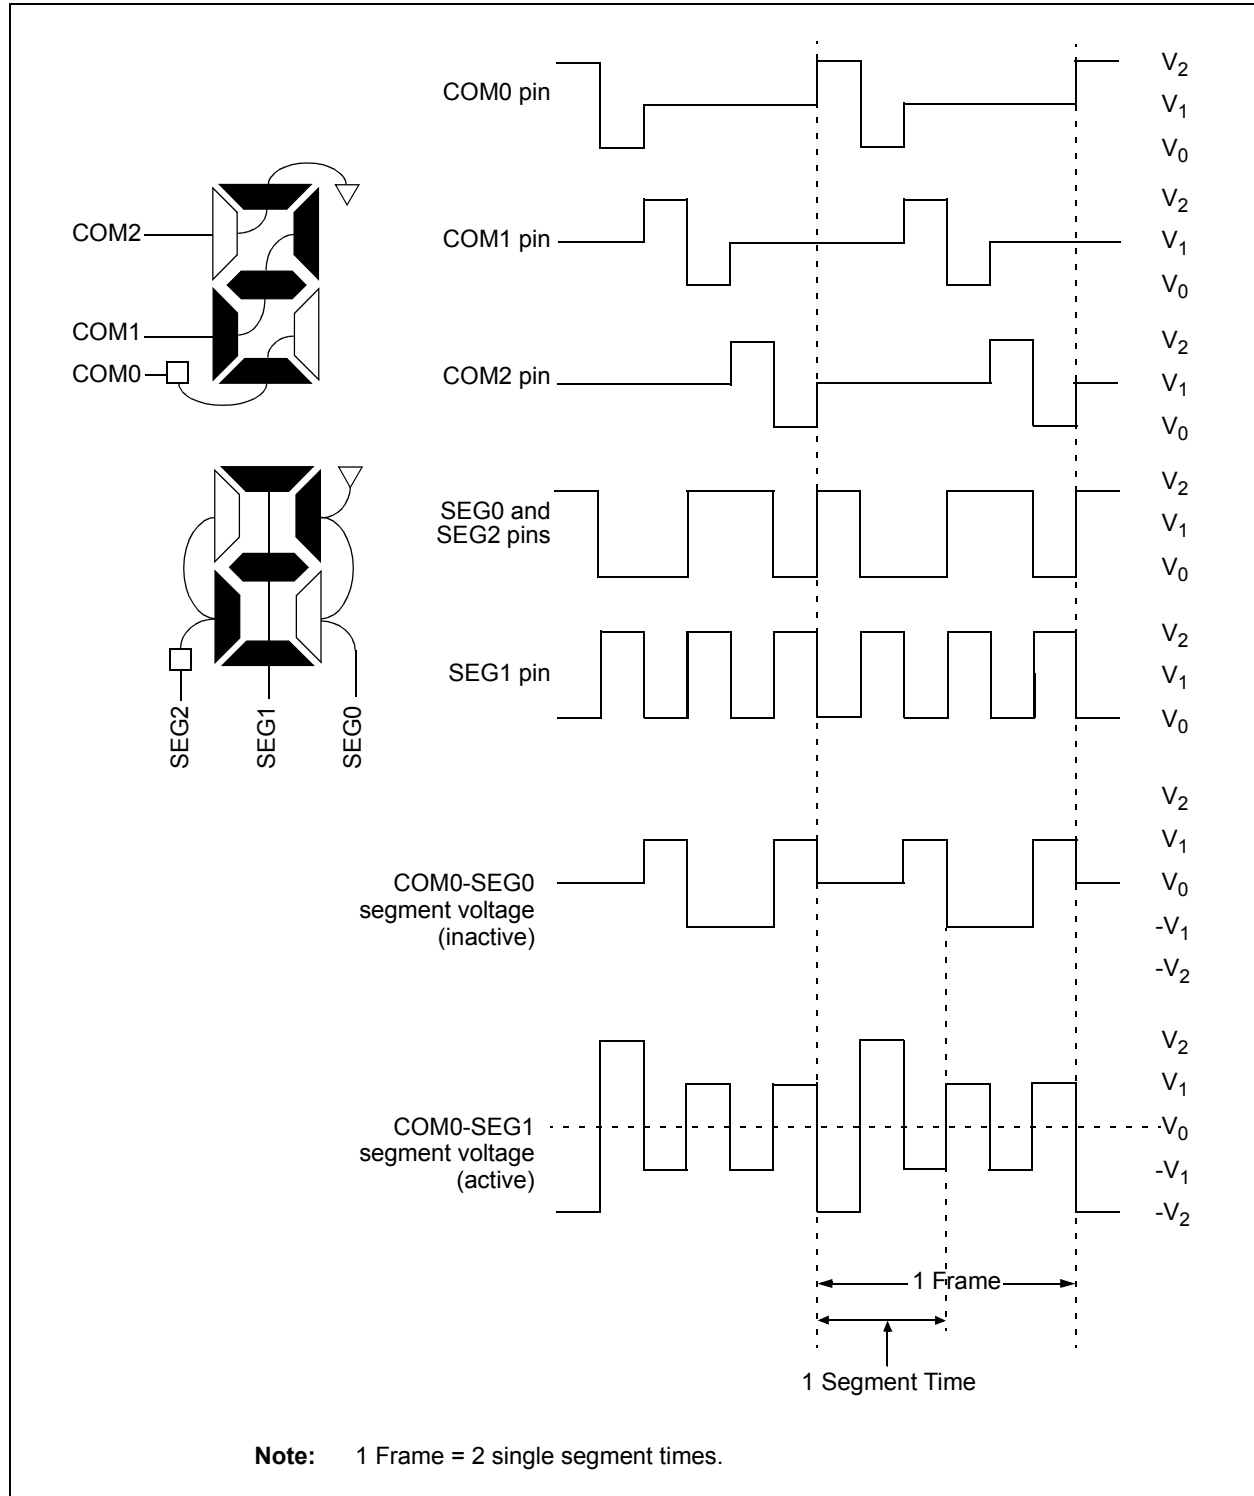 COM0 pin
V2
V1
V0
COM2
COM1
COM0
COM1 pin
V2
V1
V0
COM2 pin
V2
V1
V0
SEG0 and
SEG2 pins
V2
V1
V0
SEG2
SEG1
SEG0
SEG1 pin
V2
V1
V0
COM0-SEG0
segment voltage
(inactive)
V2
V1
V0
-V1
-V2
COM0-SEG1
segment voltage
(active)
V2
V1
V0
-V1
-V2
1 Frame
1 Segment Time
Note: 1 Frame = 2 single segment times.